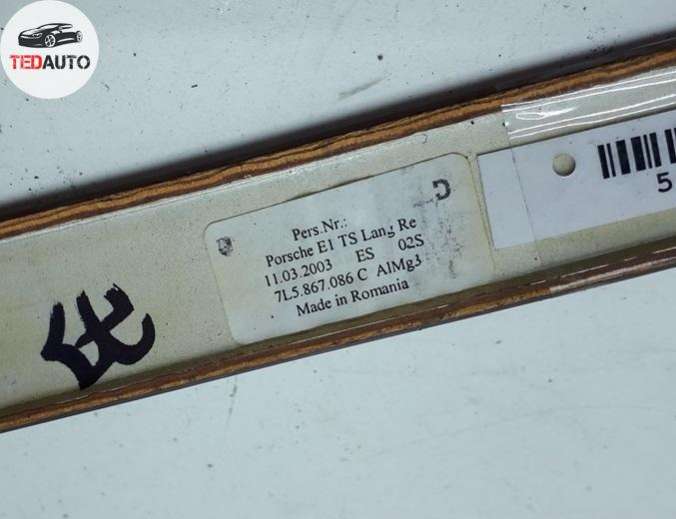 TEDAUTO
Pers.Nr.:
Porsche E1 TS Lang Re
11.03.2003 ES 02S
7L5.867.086 C AlMg3
Made in Romania
5